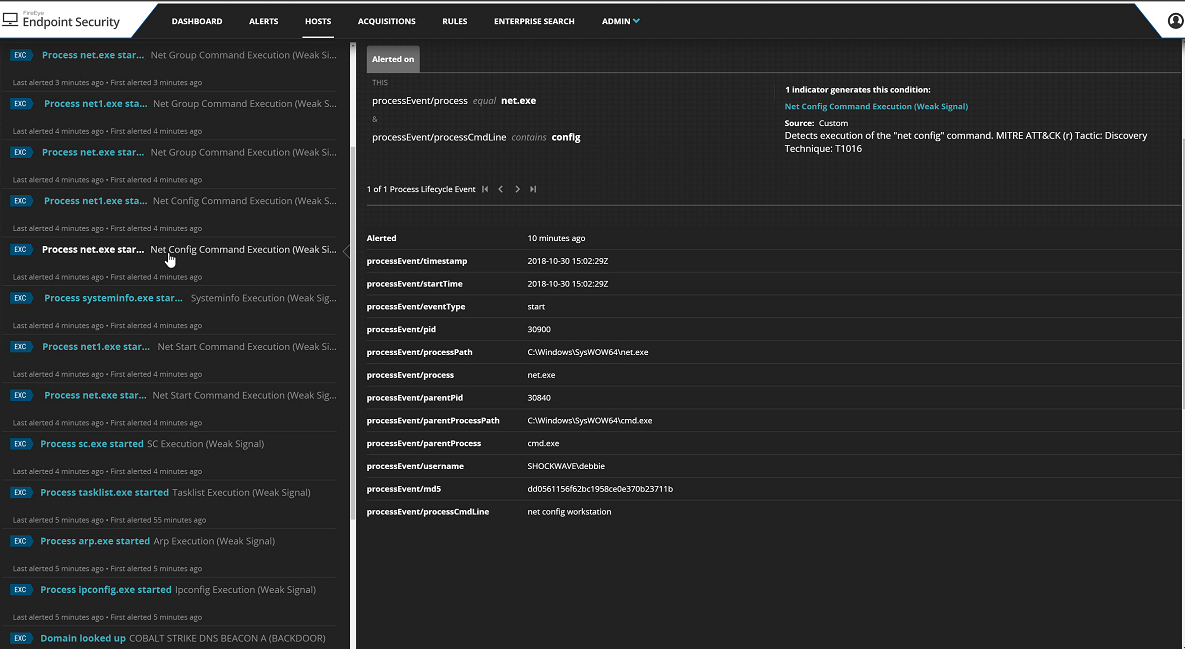 FireEye
Endpoint Security
DASHBOARD ALERTS HOSTS ACQUISITIONS RULES ENTERPRISE SEARCH ADMIN
EXC Process net.exe star... Net Group Command Execution (Weak Si...
Last alerted 3 minutes ago • First alerted 3 minutes ago
EXC Process net1.exe sta... Net Group Command Execution (Weak S...
Last alerted 4 minutes ago • First alerted 4 minutes ago
EXC Process net.exe star... Net Group Command Execution (Weak Si...
Last alerted 4 minutes ago • First alerted 4 minutes ago
EXC Process net1.exe sta... Net Config Command Execution (Weak S...
Last alerted 4 minutes ago • First alerted 4 minutes ago
EXC Process net.exe star... Net Config Command Execution (Weak Si...
Last alerted 4 minutes ago • First alerted 4 minutes ago
EXC Process systeminfo.exe star... Systeminfo Execution (Weak Sig...
Last alerted 4 minutes ago • First alerted 4 minutes ago
EXC Process net1.exe star... Net Start Command Execution (Weak Si...
Last alerted 4 minutes ago • First alerted 4 minutes ago
EXC Process net.exe star... Net Start Command Execution (Weak Sig...
Last alerted 4 minutes ago • First alerted 4 minutes ago
EXC Process sc.exe started SC Execution (Weak Signal)
Last alerted 4 minutes ago • First alerted 4 minutes ago
EXC Process tasklist.exe started Tasklist Execution (Weak Signal)
Last alerted 5 minutes ago • First alerted 55 minutes ago
EXC Process arp.exe started Arp Execution (Weak Signal)
Last alerted 5 minutes ago • First alerted 5 minutes ago
EXC Process ipconfig.exe started Ipconfig Execution (Weak Signal)
Last alerted 5 minutes ago • First alerted 5 minutes ago
EXC Domain looked up COBALT STRIKE DNS BEACON A (BACKDOOR)
Alerted on
THIS
processEvent/process equal net.exe
&
processEvent/processCmdLine contains config
1 indicator generates this condition:
Net Config Command Execution (Weak Signal)
Source: Custom
Detects execution of the "net config" command. MITRE ATT&CK (r) Tactic: Discovery
Technique: T1016
1 of 1 Process Lifecycle Event
Alerted 10 minutes ago
processEvent/timestamp 2018-10-30 15:02:29Z
processEvent/startTime 2018-10-30 15:02:29Z
processEvent/eventType start
processEvent/pid 30900
processEvent/processPath C:\Windows\SysWOW64\net.exe
processEvent/process net.exe
processEvent/parentPid 30840
processEvent/parentProcessPath C:\Windows\SysWOW64\cmd.exe
processEvent/parentProcess cmd.exe
processEvent/username SHOCKWAVE\debbie
processEvent/md5 dd0561156f62bc1958ce0e370b23711b
processEvent/processCmdLine net config workstation